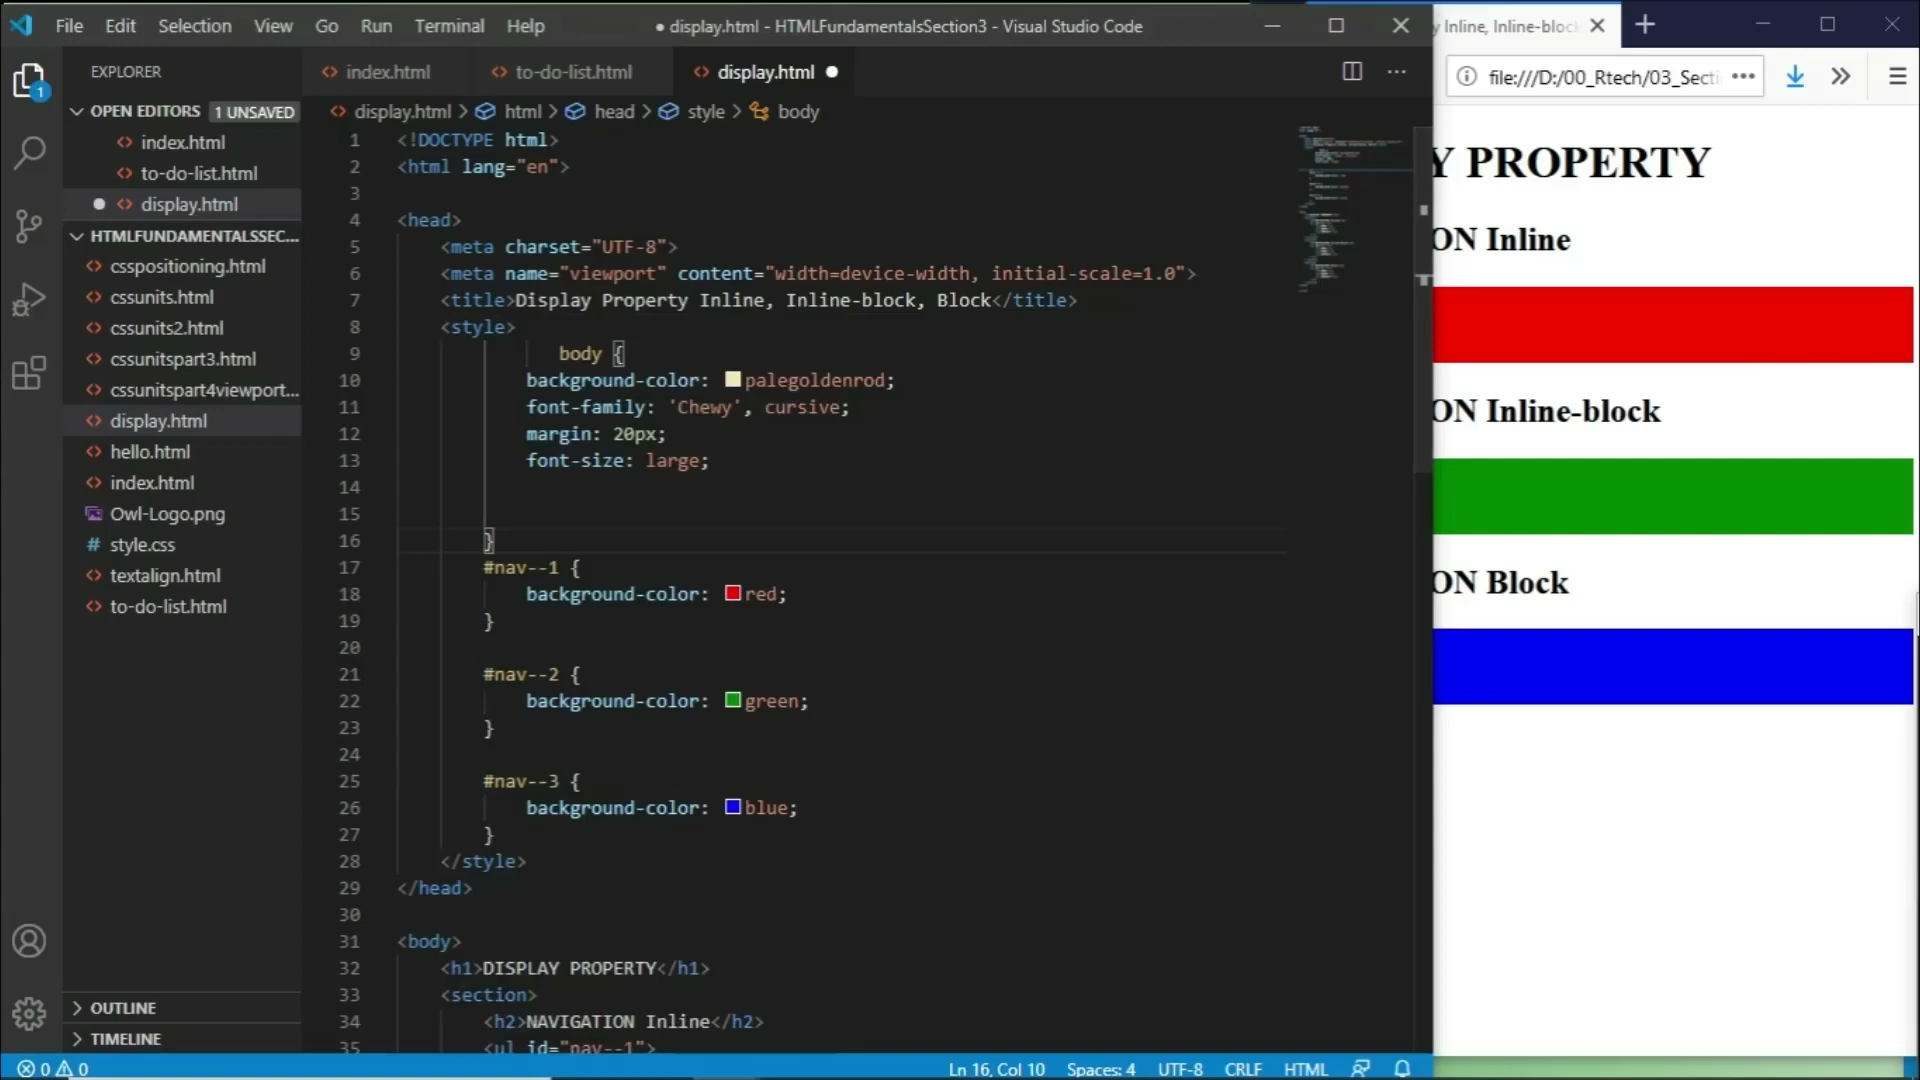 File Edit Selection View Go Run Terminal Help
● display.html - HTMLFundamentalsSection3 - Visual Studio Code
EXPLORER
OPEN EDITORS 1 UNSAVED
index.html
to-do-list.html
display.html
HTMLFUNDAMENTALSSEC...
csspositioning.html
cssunits.html
cssunits2.html
cssunitspart3.html
cssunitspart4viewport...
display.html
hello.html
index.html
Owl-Logo.png
# style.css
textalign.html
to-do-list.html
OUTLINE
TIMELINE
1
index.html to-do-list.html display.html
display.html > html > head > style > body
1 <!DOCTYPE html>
2 <html lang="en">
3
4 <head>
5 <meta charset="UTF-8">
6 <meta name="viewport" content="width=device-width, initial-scale=1.0">
7 <title>Display Property Inline, Inline-block, Block</title>
8 <style>
9 body {
10 background-color: palegoldenrod;
11 font-family: 'Chewy', cursive;
12 margin: 20px;
13 font-size: large;
14
15
16 }
17 #nav--1 {
18 background-color: red;
19 }
20
21 #nav--2 {
22 background-color: green;
23 }
24
25 #nav--3 {
26 background-color: blue;
27 }
28 </style>
29 </head>
30
31 <body>
32 <h1>DISPLAY PROPERTY</h1>
33 <section>
34 <h2>NAVIGATION Inline</h2>
35 <ul id="nav--1">
0 0 Ln 16, Col 10 Spaces: 4 UTF-8 CRLF HTML
y Inline, Inline-block
file:///D:/00_Rtech/03_Secti
Y PROPERTY
ON Inline
ON Inline-block
ON Block